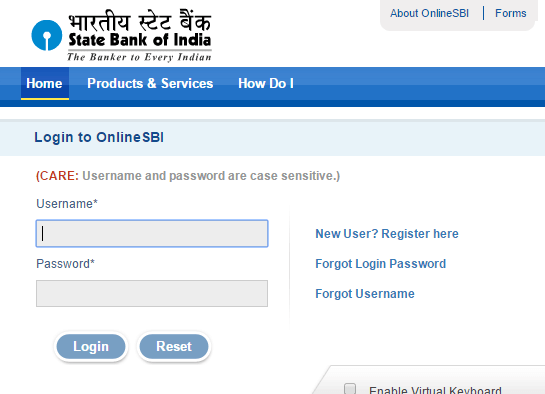 About OnlineSBI | Forms
भारतीय स्टेट बैंक
State Bank of India
The Banker to Every Indian
Home Products & Services How Do I
Login to OnlineSBI
(CARE: Username and password are case sensitive.)
Username*
New User? Register here
Password*
Forgot Login Password
Forgot Username
Login Reset
Enable Virtual Keyboard